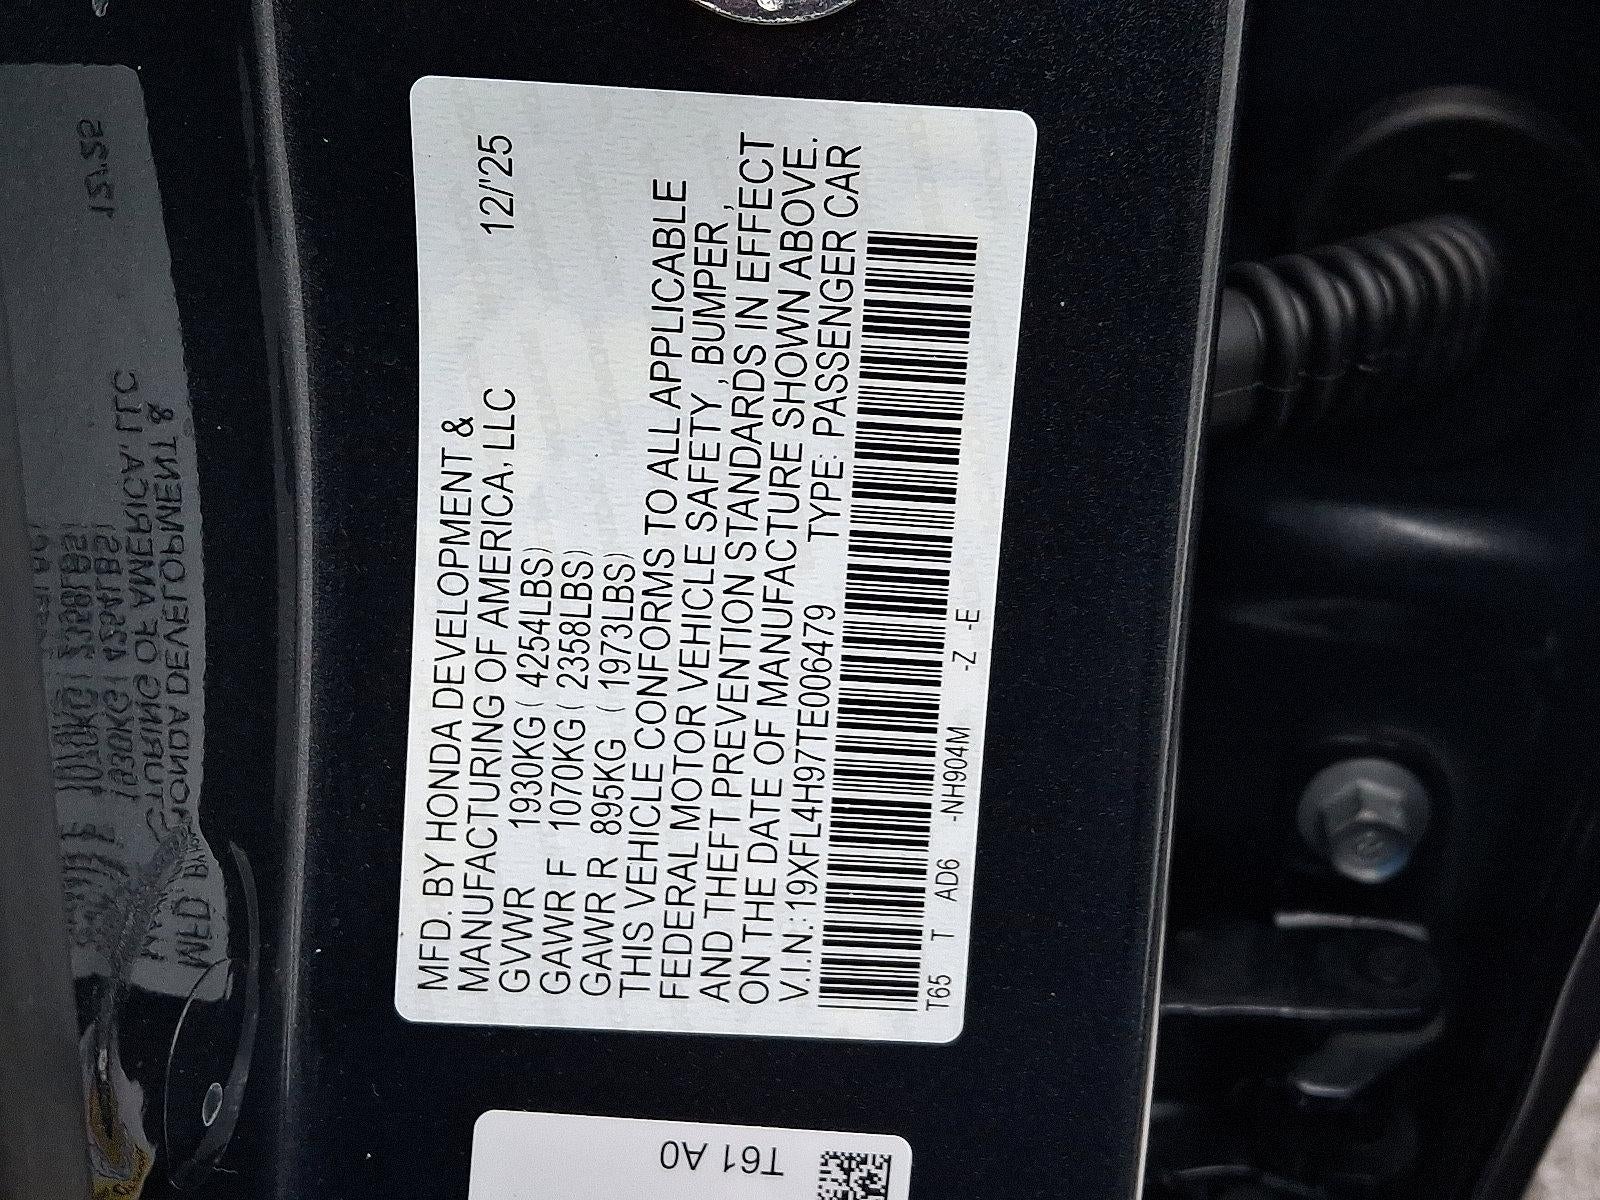 MFD. BY HONDA DEVELOPMENT &
MANUFACTURING OF AMERICA, LLC 12/'25
GVWR 1930KG ( 4254LBS)
GAWR F 1070KG ( 2358LBS)
GAWR R 895KG ( 1973LBS)
THIS VEHICLE CONFORMS TO ALL APPLICABLE
FEDERAL MOTOR VEHICLE SAFETY , BUMPER ,
AND THEFT PREVENTION STANDARDS IN EFFECT
ON THE DATE OF MANUFACTURE SHOWN ABOVE.
V.I.N.: 19XFL4H97TE006479 TYPE: PASSENGER CAR
T65 T AD6 -NH904M -Z -E
T61 A0